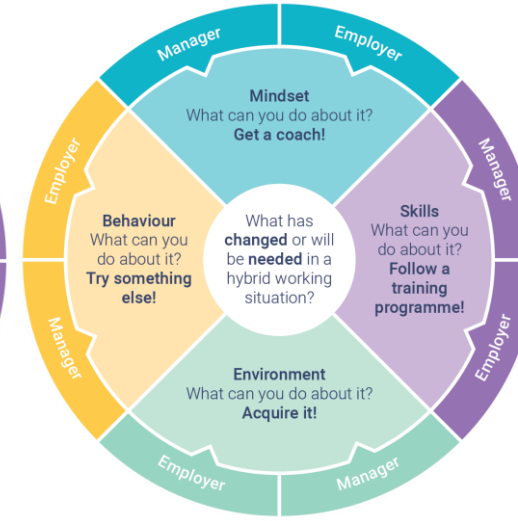 Manager
Employer
Mindset
What can you do about it?
Get a coach!
Employer
Manager
Behaviour
What can you
do about it?
Try something
else!
What has
changed or will
be needed in a
hybrid working
situation?
Skills
What can you
do about it?
Follow a
training
programme!
Manager
Employer
Environment
What can you do about it?
Acquire it!
Employer
Manager